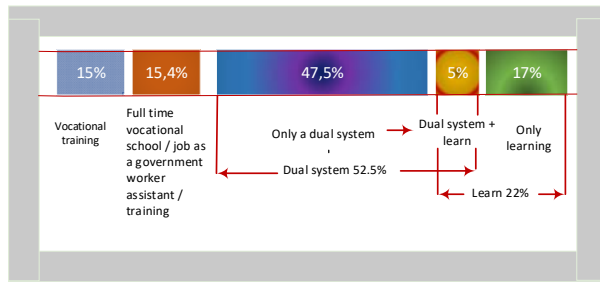 15%
15,4%
47,5%
5%
17%
Vocational
training
Full time
vocational
school / job as
a government
worker
assistant /
training
Only a dual system
Dual system 52.5%
Dual system +
learn
Only
learning
Learn 22%